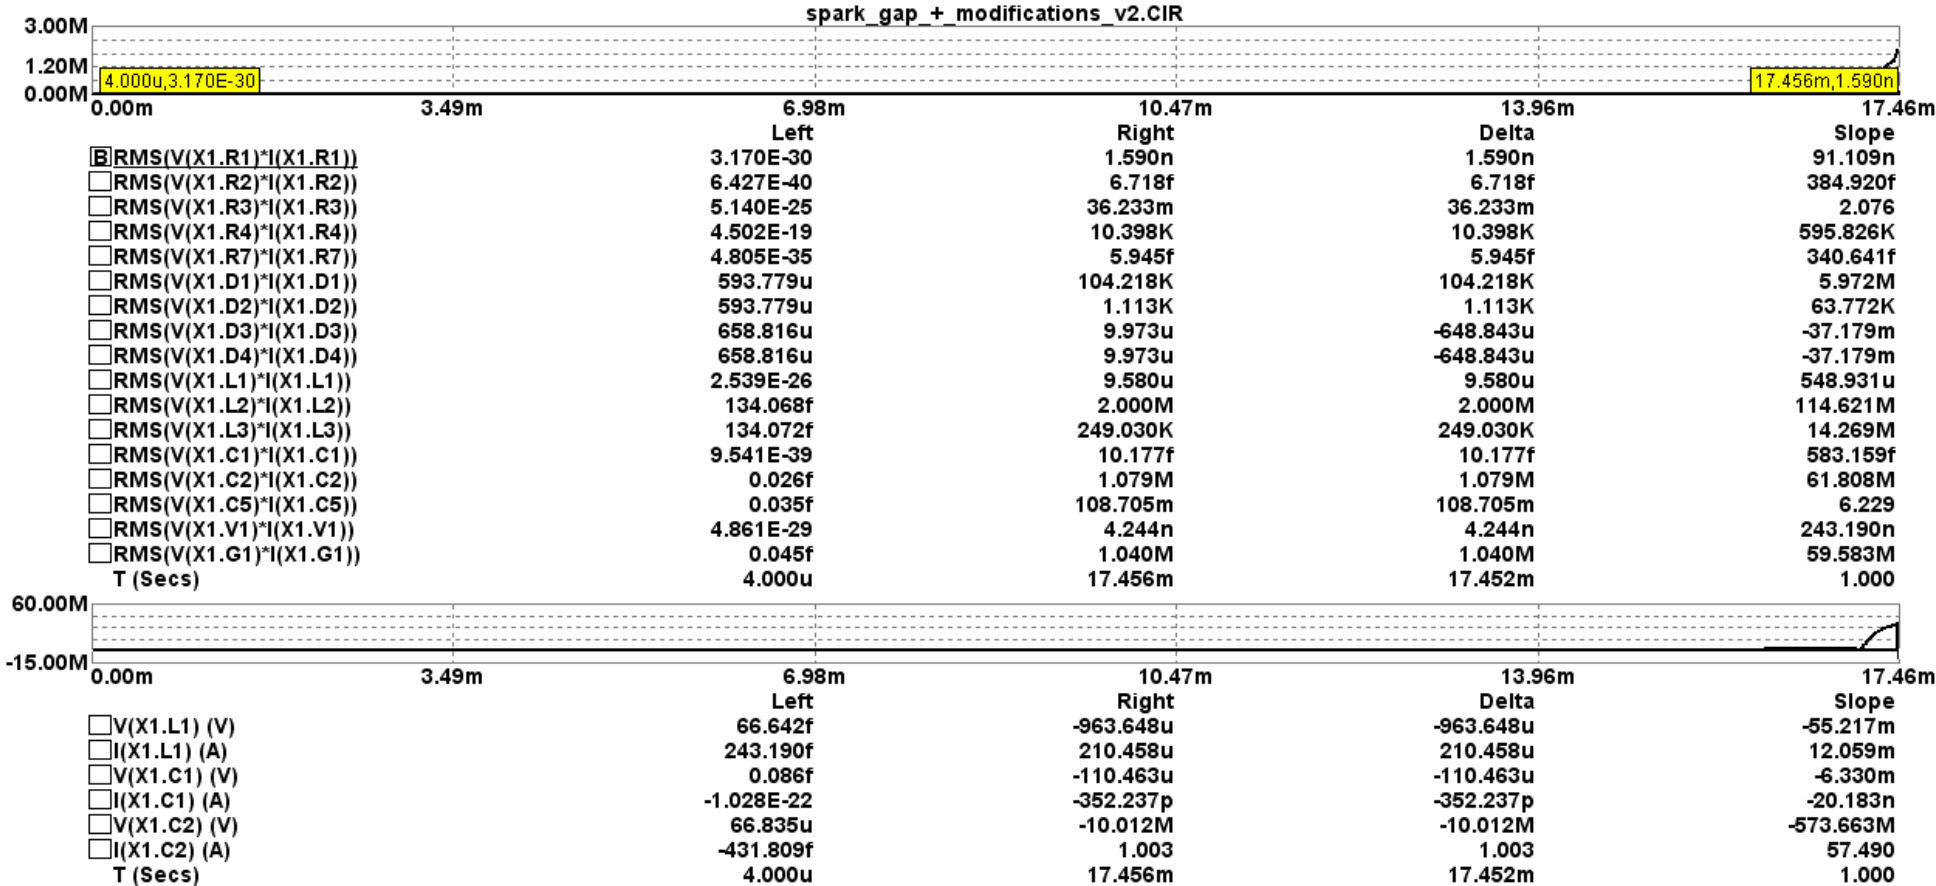 spark_gap_+_modifications_v2.CIR
3.00M
1.20M
0.00M
4.000u,3.170E-30 17.456m,1.590n
0.00m 3.49m 6.98m 10.47m 13.96m 17.46m
Left Right Delta Slope
B RMS(V(X1.R1)*I(X1.R1)) 3.170E-30 1.590n 1.590n 91.109n
RMS(V(X1.R2)*I(X1.R2)) 6.427E-40 6.718f 6.718f 384.920f
RMS(V(X1.R3)*I(X1.R3)) 5.140E-25 36.233m 36.233m 2.076
RMS(V(X1.R4)*I(X1.R4)) 4.502E-19 10.398K 10.398K 595.826K
RMS(V(X1.R7)*I(X1.R7)) 4.805E-35 5.945f 5.945f 340.641f
RMS(V(X1.D1)*I(X1.D1)) 593.779u 104.218K 104.218K 5.972M
RMS(V(X1.D2)*I(X1.D2)) 593.779u 1.113K 1.113K 63.772K
RMS(V(X1.D3)*I(X1.D3)) 658.816u 9.973u -648.843u -37.179m
RMS(V(X1.D4)*I(X1.D4)) 658.816u 9.973u -648.843u -37.179m
RMS(V(X1.L1)*I(X1.L1)) 2.539E-26 9.580u 9.580u 548.931u
RMS(V(X1.L2)*I(X1.L2)) 134.068f 2.000M 2.000M 114.621M
RMS(V(X1.L3)*I(X1.L3)) 134.072f 249.030K 249.030K 14.269M
RMS(V(X1.C1)*I(X1.C1)) 9.541E-39 10.177f 10.177f 583.159f
RMS(V(X1.C2)*I(X1.C2)) 0.026f 1.079M 1.079M 61.808M
RMS(V(X1.C5)*I(X1.C5)) 0.035f 108.705m 108.705m 6.229
RMS(V(X1.V1)*I(X1.V1)) 4.861E-29 4.244n 4.244n 243.190n
RMS(V(X1.G1)*I(X1.G1)) 0.045f 1.040M 1.040M 59.583M
T (Secs) 4.000u 17.456m 17.452m 1.000
60.00M
-15.00M
0.00m 3.49m 6.98m 10.47m 13.96m 17.46m
Left Right Delta Slope
V(X1.L1) (V) 66.642f -963.648u -963.648u -55.217m
I(X1.L1) (A) 243.190f 210.458u 210.458u 12.059m
V(X1.C1) (V) 0.086f -110.463u -110.463u -6.330m
I(X1.C1) (A) -1.028E-22 -352.237p -352.237p -20.183n
V(X1.C2) (V) 66.835u -10.012M -10.012M -573.663M
I(X1.C2) (A) -431.809f 1.003 1.003 57.490
T (Secs) 4.000u 17.456m 17.452m 1.000